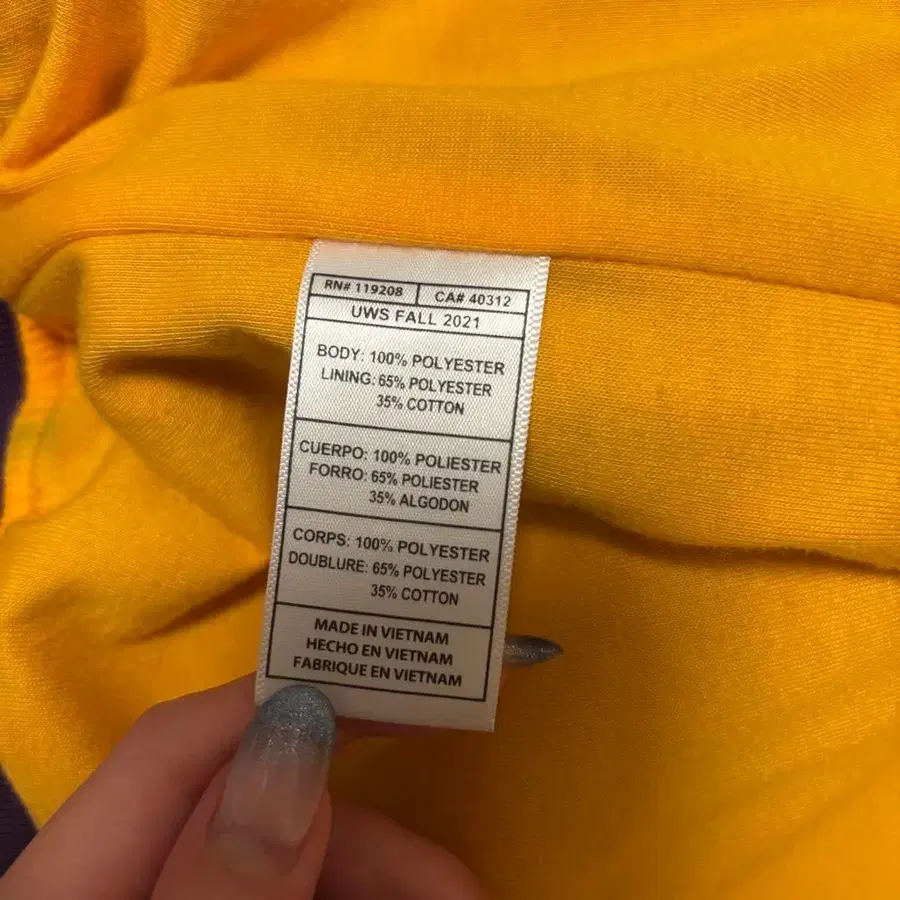 RN# 119208 CA# 40312
UWS FALL 2021
BODY: 100% POLYESTER
LINING: 65% POLYESTER
35% COTTON
CUERPO: 100% POLIESTER
FORRO: 65% POLIESTER
35% ALGODON
CORPS: 100% POLYESTER
DOUBLURE: 65% POLYESTER
35% COTTON
MADE IN VIETNAM
HECHO EN VIETNAM
FABRIQUE EN VIETNAM